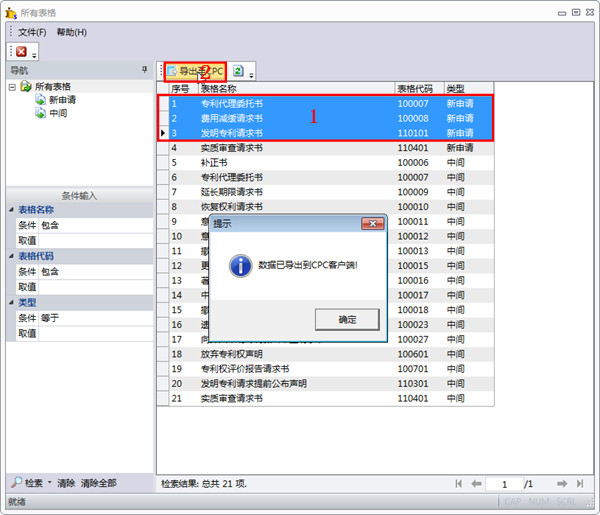 所有表格
文件(F) 帮助(H)
导航
所有表格
新申请
中间
条件输入
表格名称
条件 包含
取值
表格代码
条件 包含
取值
类型
条件 等于
取值
检索 清除 清除全部
导出到CPC
2
序号 表格名称 表格代码 类型
1 专利代理委托书 100007 新申请
2 费用减缓请求书 100008 新申请
3 发明专利请求书 110101 新申请
1
4 实质审查请求书 110401 新申请
5 补正书 100006 中间
6 专利代理委托书 100007 中间
7 延长期限请求书 100009 中间
8 恢复权利请求书 100010 中间
9 意 100011 中间
10 意 100012 中间
11 撤 100013 中间
12 更 100015 中间
13 著 100016 中间
14 中 100017 中间
15 撤 100018 中间
16 100023 中间
17 向 100027 中间
18 放弃专利权声明 100601 中间
19 专利权评价报告请求书 100701 中间
20 发明专利请求提前公布声明 110301 中间
21 实质审查请求书 110401 中间
提示
数据已导出到CPC客户端!
确定
检索结果: 总共 21 项,
1 /1
就绪
CAP NUM SCRL